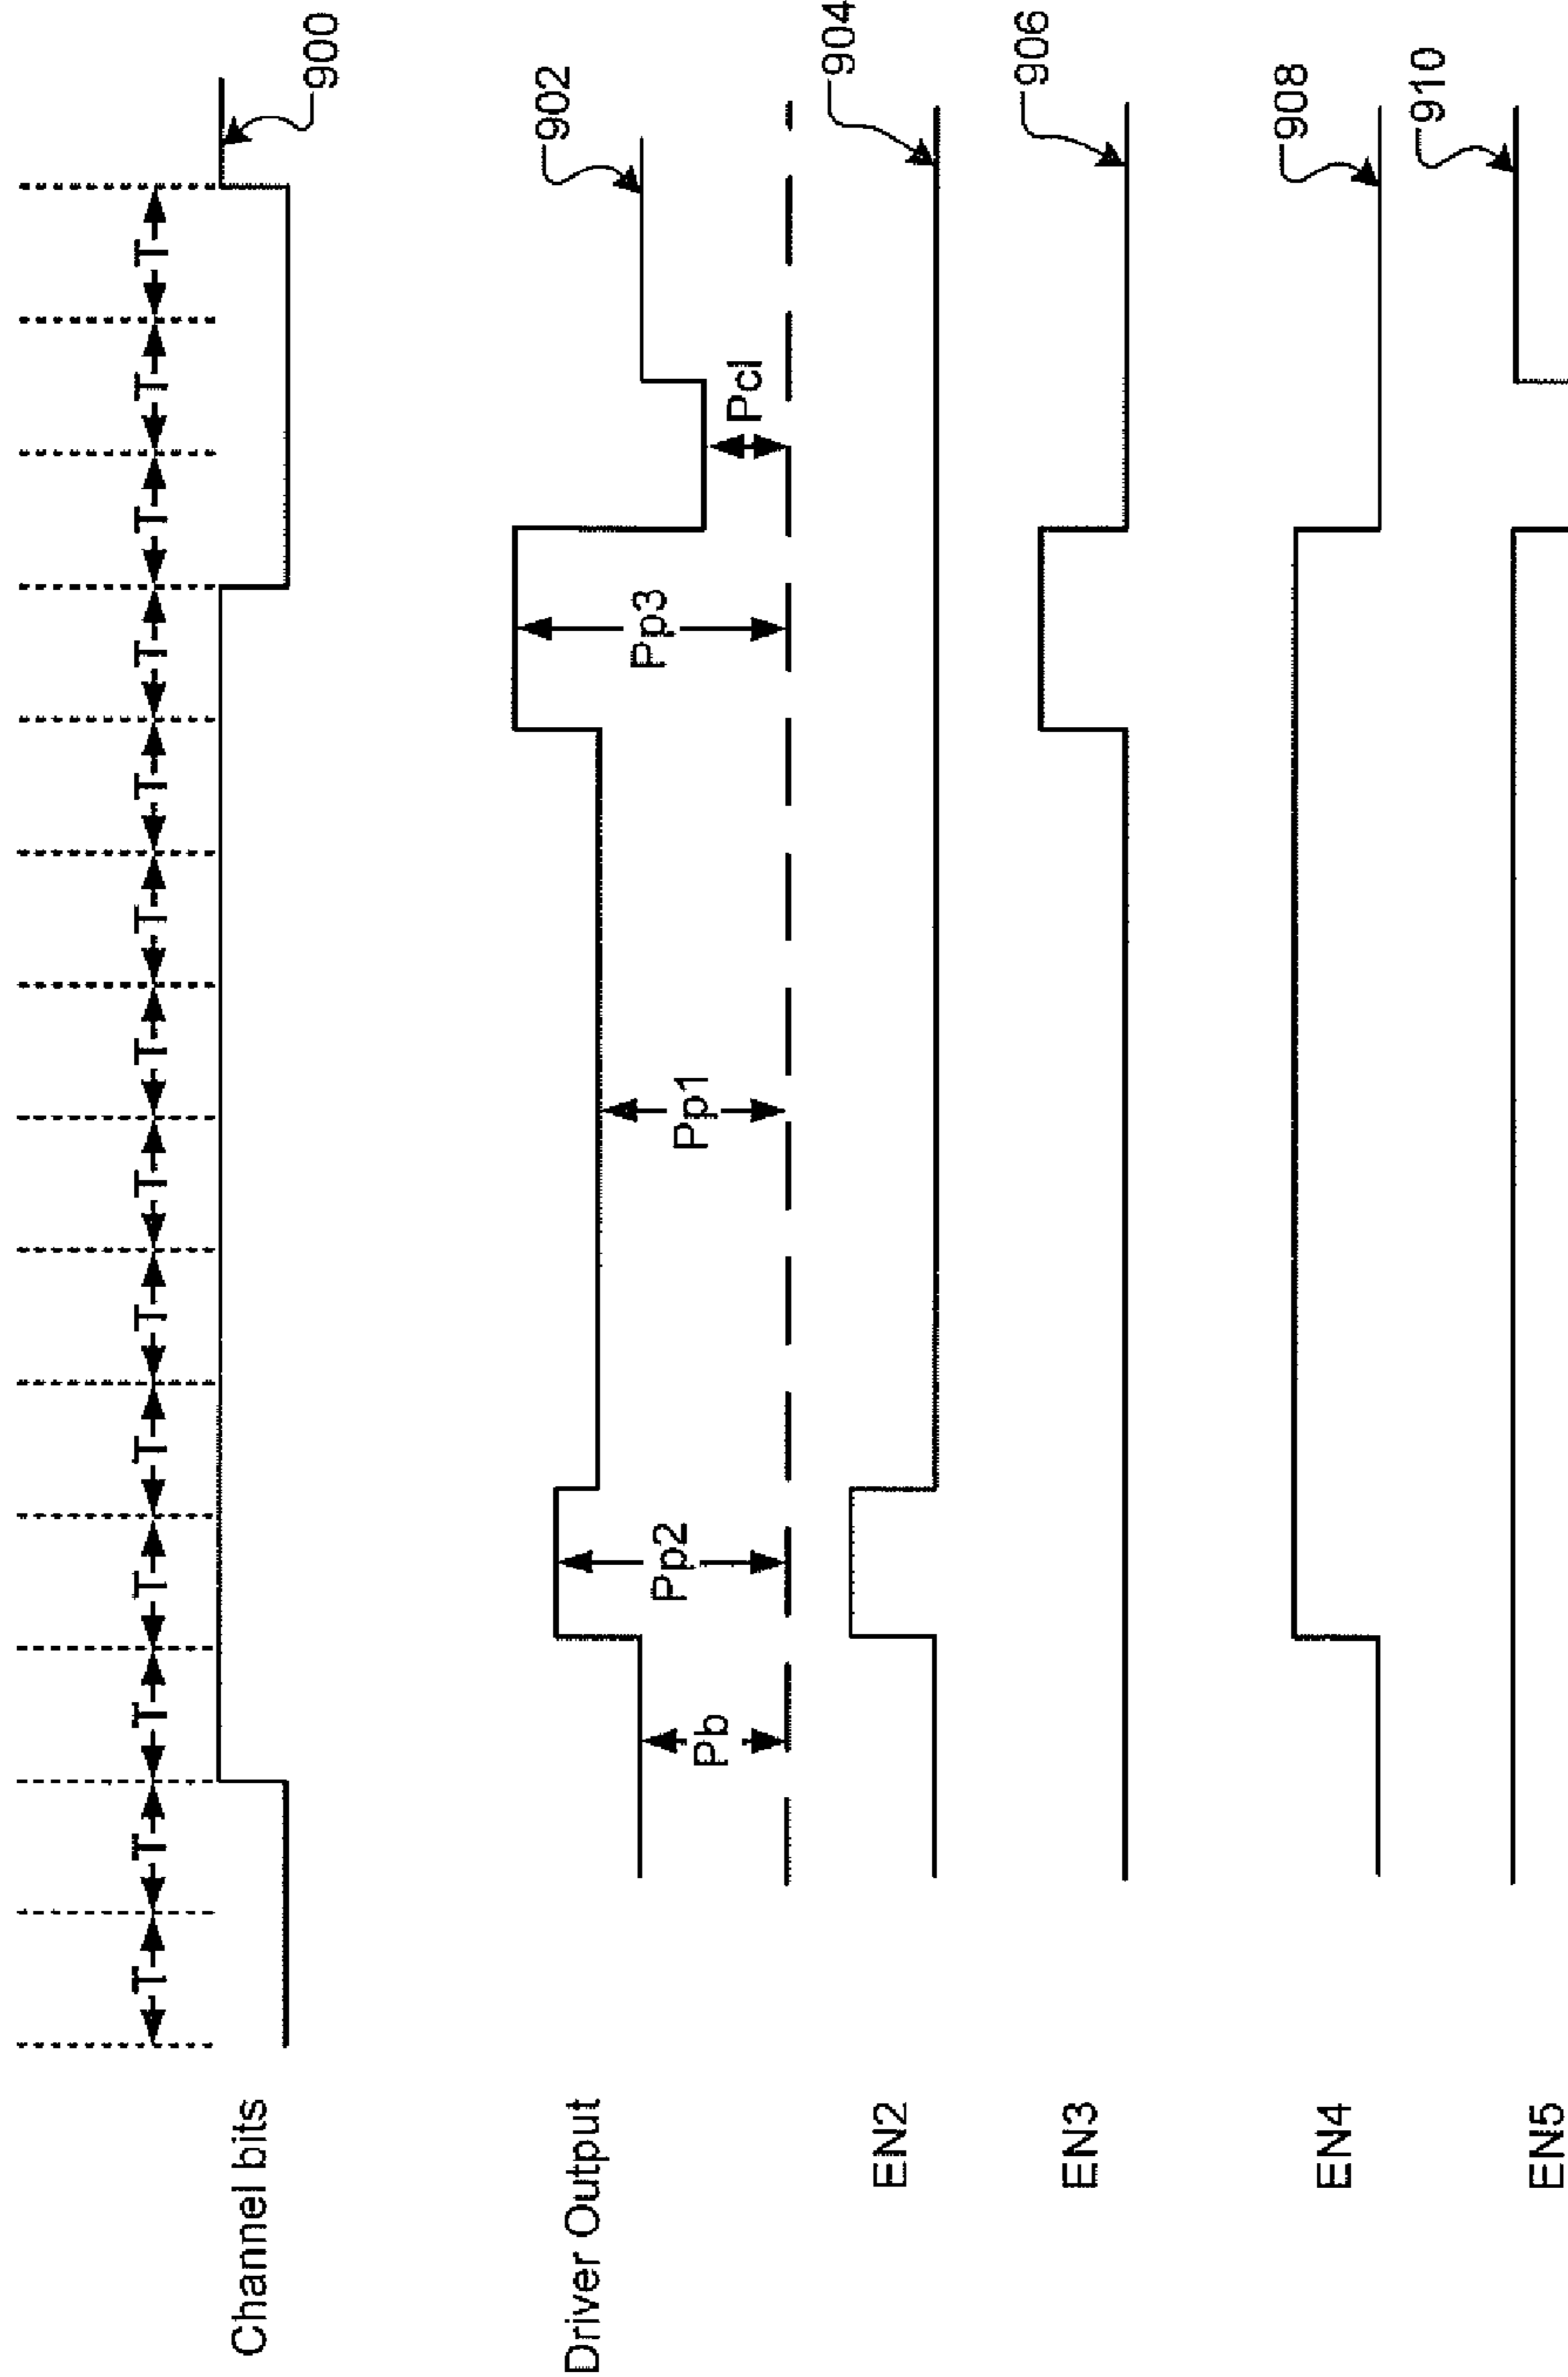 T T T T T T T T T T T T T T
Channel bits
900
Driver Output
902
Pb
Pp2
Pp1
Pp3
Pcl
EN2
904
EN3
906
EN4
908
EN5
910